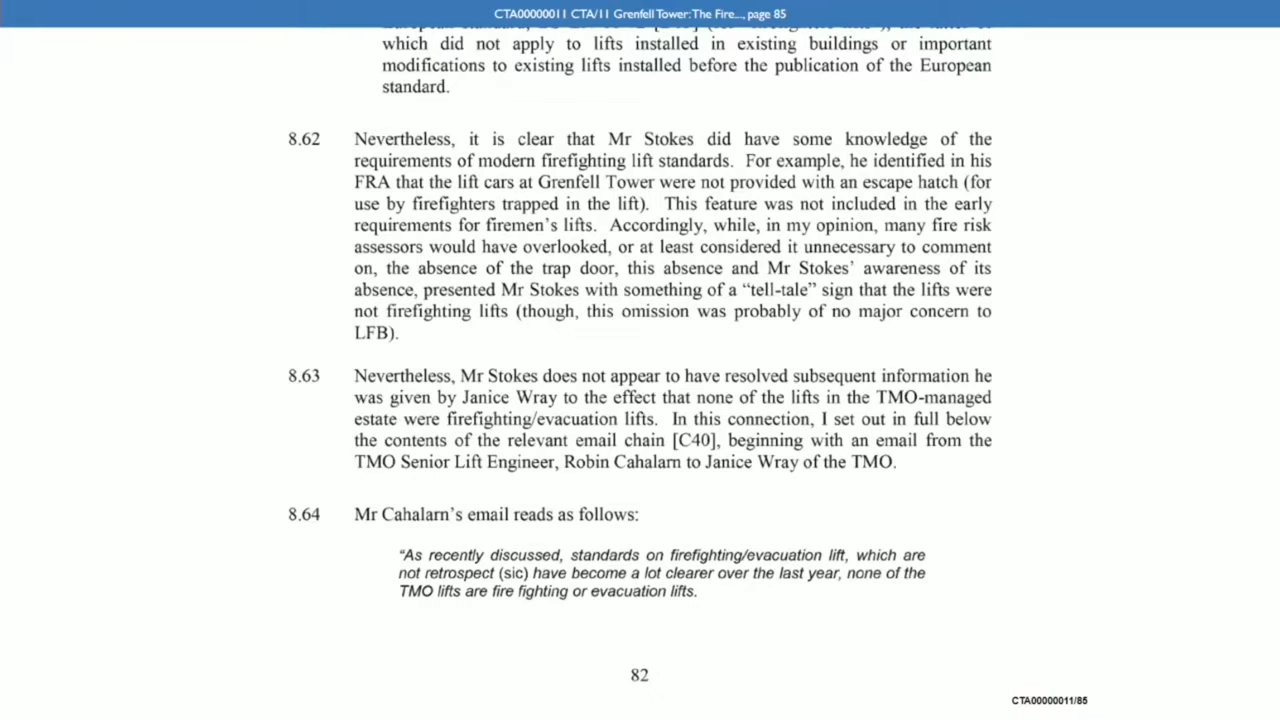 CTA00000011 CTA/11 Grenfell Tower: The Fire..., page 85
which did not apply to lifts installed in existing buildings or important
modifications to existing lifts installed before the publication of the European
standard.
8.62 Nevertheless, it is clear that Mr Stokes did have some knowledge of the
requirements of modern firefighting lift standards. For example, he identified in his
FRA that the lift cars at Grenfell Tower were not provided with an escape hatch (for
use by firefighters trapped in the lift). This feature was not included in the early
requirements for firemen's lifts. Accordingly, while, in my opinion, many fire risk
assessors would have overlooked, or at least considered it unnecessary to comment
on, the absence of the trap door, this absence and Mr Stokes' awareness of its
absence, presented Mr Stokes with something of a "tell-tale" sign that the lifts were
not firefighting lifts (though, this omission was probably of no major concern to
LFB).
8.63 Nevertheless, Mr Stokes does not appear to have resolved subsequent information he
was given by Janice Wray to the effect that none of the lifts in the TMO-managed
estate were firefighting/evacuation lifts. In this connection, I set out in full below
the contents of the relevant email chain [C40], beginning with an email from the
TMO Senior Lift Engineer, Robin Cahalarn to Janice Wray of the TMO.
8.64 Mr Cahalarn's email reads as follows:
"As recently discussed, standards on firefighting/evacuation lift, which are
not retrospect (sic) have become a lot clearer over the last year, none of the
TMO lifts are fire fighting or evacuation lifts.
82
CTA00000011/85